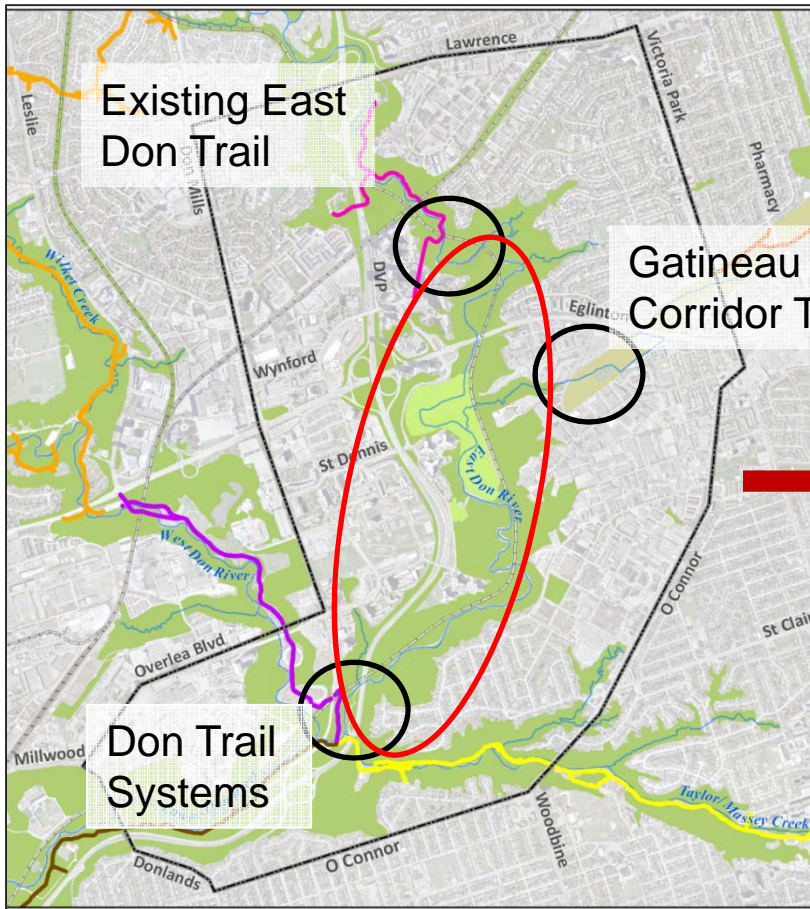 Lawrence
Victoria Park
Existing East
Don Trail
Leslie
Don Mills
Pharmacy
Wilket Creek
DVP
Gatineau
Corridor T
Eglinton
Wynford
St Dennis
East Don River
West Don River
O Connor
St Clair
Overlea Blvd
Millwood
Don Trail
Systems
Taylor/Massey Creek
Woodbine
O Connor
Donlands